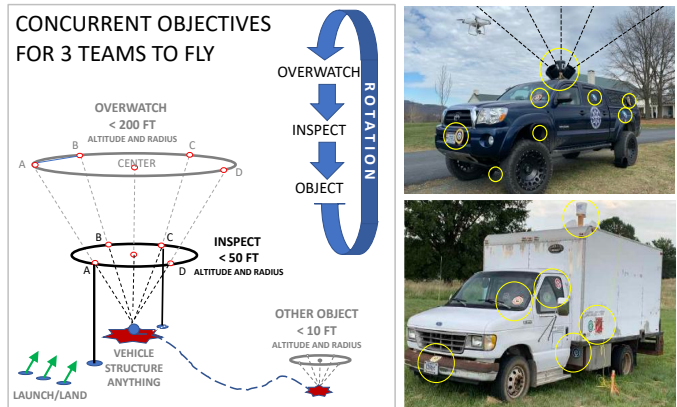 CONCURRENT OBJECTIVES
FOR 3 TEAMS TO FLY
OVERWATCH
< 200 FT
ALTITUDE AND RADIUS
B
C
A
CENTER
D
OVERWATCH
INSPECT
OBJECT
ROTATION
B
C
A
D
INSPECT
< 50 FT
ALTITUDE AND RADIUS
OTHER OBJECT
< 10 FT
ALTITUDE AND RADIUS
VEHICLE
STRUCTURE
ANYTHING
LAUNCH/LAND